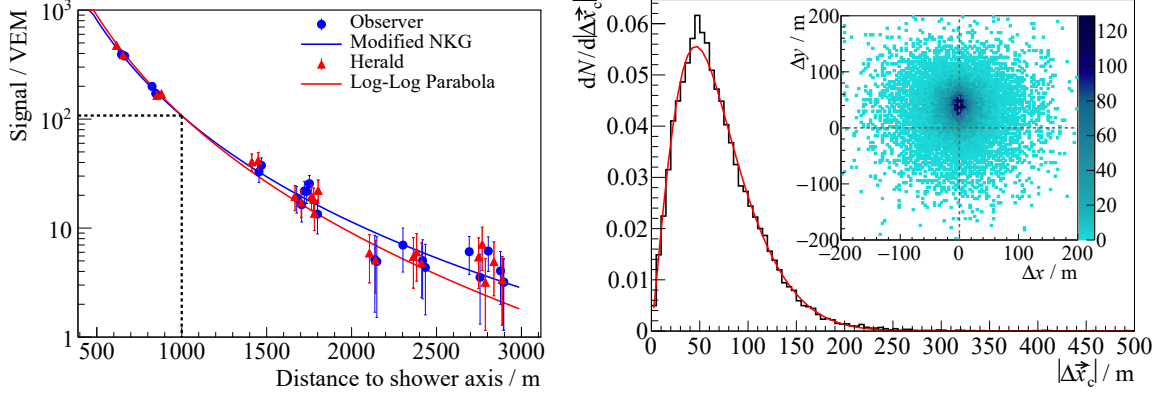 Signal / VEM
10³
10²
10
1
Observer
Modified NKG
Herald
Log-Log Parabola
500 1000 1500 2000 2500 3000
Distance to shower axis / m
dN/d|Δx⃗c|
0.06
0.05
0.04
0.03
0.02
0.01
0
0 50 100 150 200 250 300 350 400 450 500
|Δx⃗c| / m
Δy / m
200
100
0
−100
−200
−200 −100 0 100 200
Δx / m
120
100
80
60
40
20
0